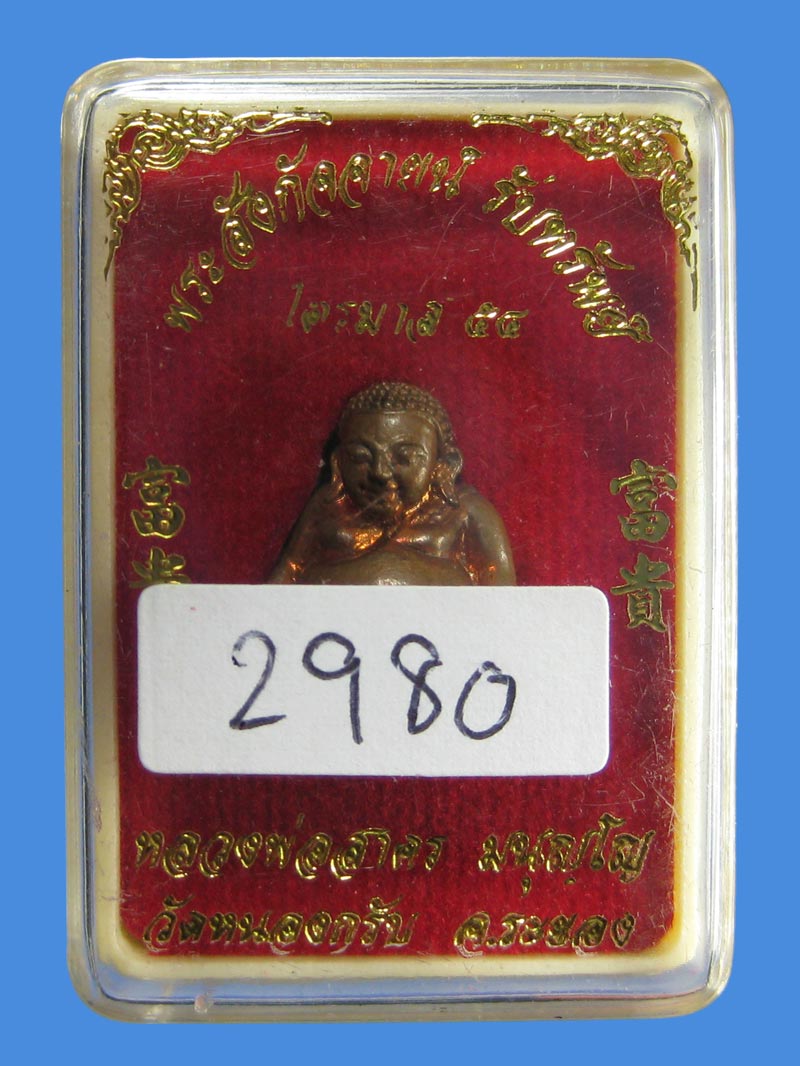 พระสังกัจจายน์ รับทรัพย์
ไตรมาส ๕๔
富貴
富貴
2980
หลวงพ่อสาคร มนุญฺโญ
วัดหนองกรับ จ.ระยอง